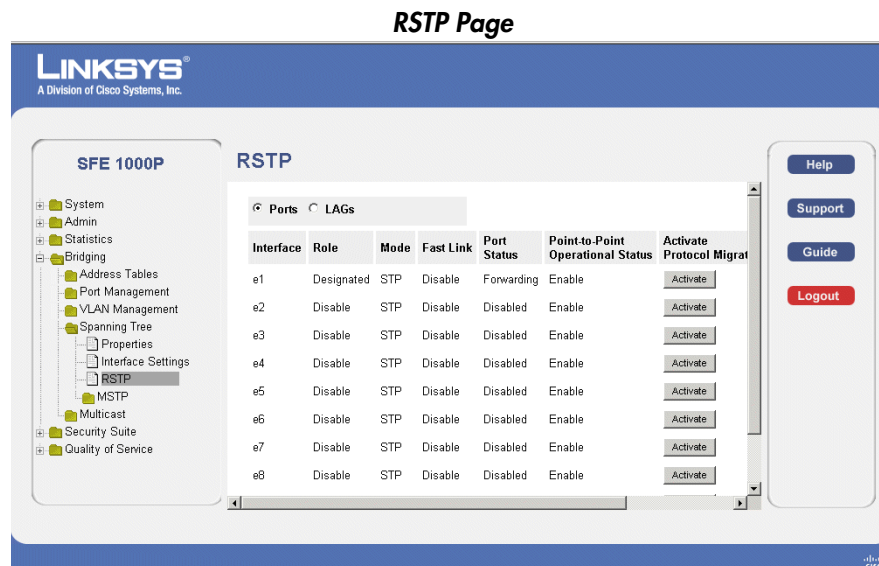 RSTP Page
LINKSYS®
A Division of Cisco Systems, Inc.
SFE 1000P
System
Admin
Statistics
Bridging
Address Tables
Port Management
VLAN Management
Spanning Tree
Properties
Interface Settings
RSTP
MSTP
Multicast
Security Suite
Quality of Service
RSTP
Ports LAGs
Interface Role Mode Fast Link Port Status Point-to-Point Operational Status Activate Protocol Migrat
e1 Designated STP Disable Forwarding Enable Activate
e2 Disable STP Disable Disabled Enable Activate
e3 Disable STP Disable Disabled Enable Activate
e4 Disable STP Disable Disabled Enable Activate
e5 Disable STP Disable Disabled Enable Activate
e6 Disable STP Disable Disabled Enable Activate
e7 Disable STP Disable Disabled Enable Activate
e8 Disable STP Disable Disabled Enable Activate
Help
Support
Guide
Logout